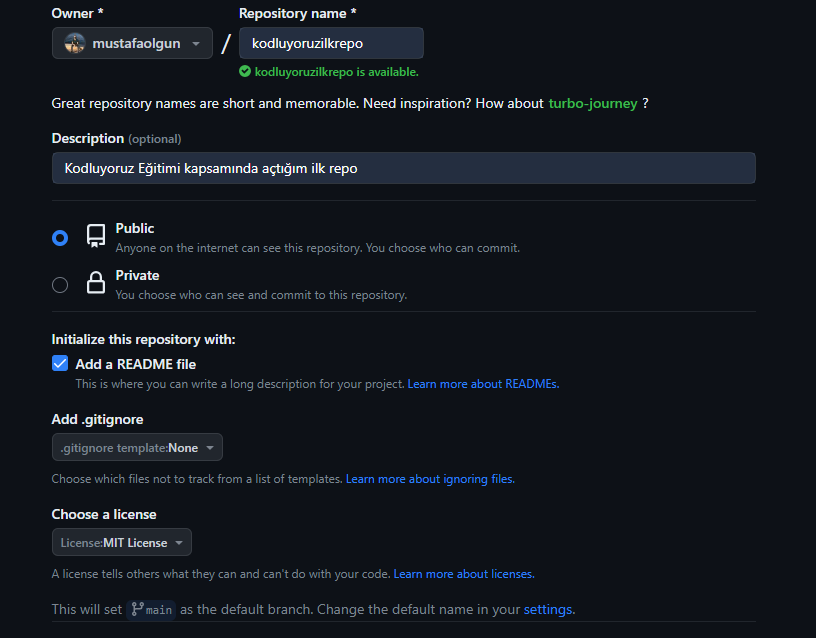 Owner * Repository name *
mustafaolgun / kodluyoruzilkrepo
kodluyoruzilkrepo is available.
Great repository names are short and memorable. Need inspiration? How about turbo-journey ?
Description (optional)
Kodluyoruz Eğitimi kapsamında açtığım ilk repo
Public
Anyone on the internet can see this repository. You choose who can commit.
Private
You choose who can see and commit to this repository.
Initialize this repository with:
Add a README file
This is where you can write a long description for your project. Learn more about READMEs.
Add .gitignore
.gitignore template:None
Choose which files not to track from a list of templates. Learn more about ignoring files.
Choose a license
License:MIT License
A license tells others what they can and can't do with your code. Learn more about licenses.
This will set main as the default branch. Change the default name in your settings.